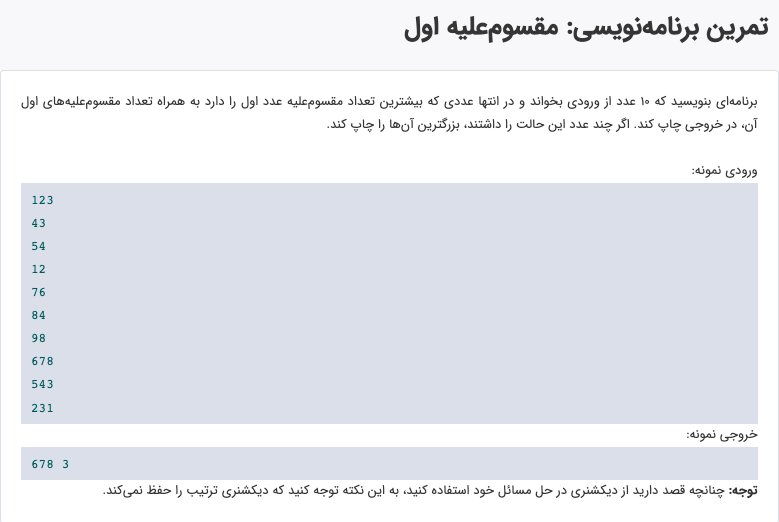 تمرین برنامه‌نویسی: مقسوم‌علیه اول
برنامه‌ای بنویسید که ۱۰ عدد از ورودی بخواند و در انتها عددی که بیشترین تعداد مقسوم‌علیه عدد اول را دارد به همراه تعداد مقسوم‌علیه‌های اول
آن، در خروجی چاپ کند. اگر چند عدد این حالت را داشتند، بزرگترین آن‌ها را چاپ کند.
ورودی نمونه:
123
43
54
12
76
84
98
678
543
231
خروجی نمونه:
678 3
توجه: چنانچه قصد دارید از دیکشنری در حل مسائل خود استفاده کنید، به این نکته توجه کنید که دیکشنری ترتیب را حفظ نمی‌کند.